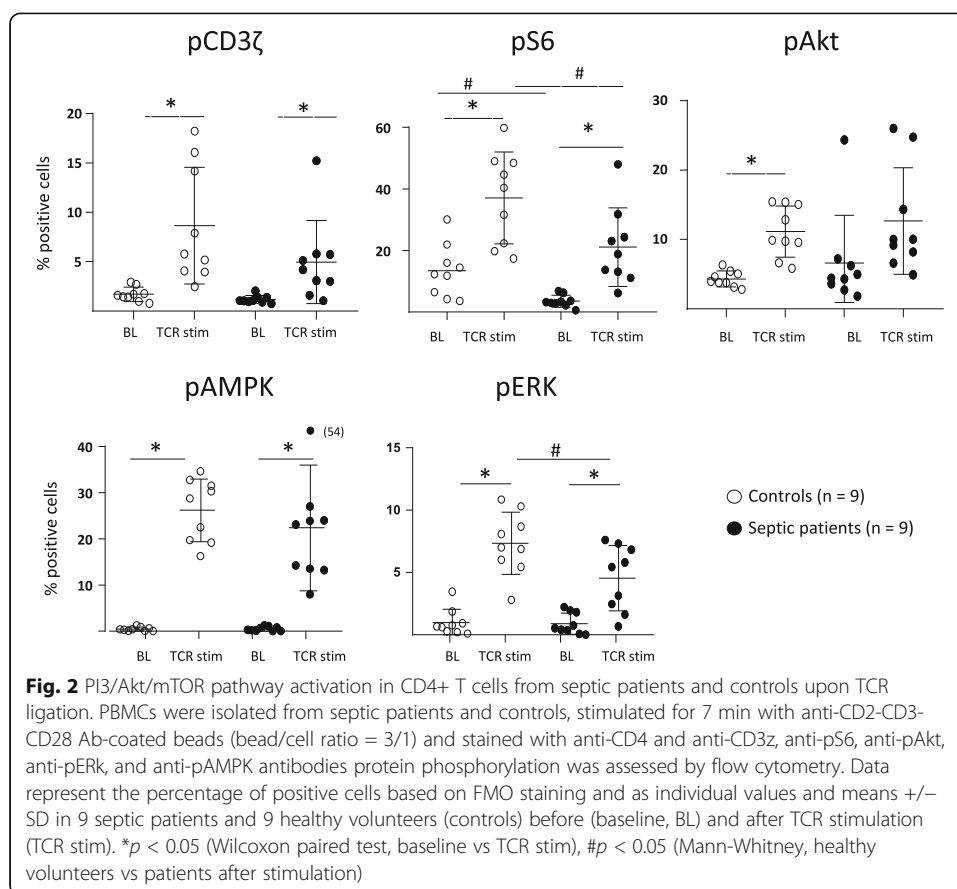 pCD3ζ
pS6
pAkt
% positive cells
20
15
10
5
*
*
BL
TCR stim
BL
TCR stim
60
40
20
#
#
*
*
BL
TCR stim
BL
TCR stim
30
20
10
*
BL
TCR stim
BL
TCR stim
pAMPK
pERK
% positive cells
40
30
20
10
*
*
(54)
BL
TCR stim
BL
TCR stim
15
10
5
#
*
*
BL
TCR stim
BL
TCR stim
Controls (n = 9)
Septic patients (n = 9)
Fig. 2 PI3/Akt/mTOR pathway activation in CD4+ T cells from septic patients and controls upon TCR
ligation. PBMCs were isolated from septic patients and controls, stimulated for 7 min with anti-CD2-CD3-
CD28 Ab-coated beads (bead/cell ratio = 3/1) and stained with anti-CD4 and anti-CD3z, anti-pS6, anti-pAkt,
anti-pERk, and anti-pAMPK antibodies protein phosphorylation was assessed by flow cytometry. Data
represent the percentage of positive cells based on FMO staining and as individual values and means +/−
SD in 9 septic patients and 9 healthy volunteers (controls) before (baseline, BL) and after TCR stimulation
(TCR stim). *p < 0.05 (Wilcoxon paired test, baseline vs TCR stim), #p < 0.05 (Mann-Whitney, healthy
volunteers vs patients after stimulation)